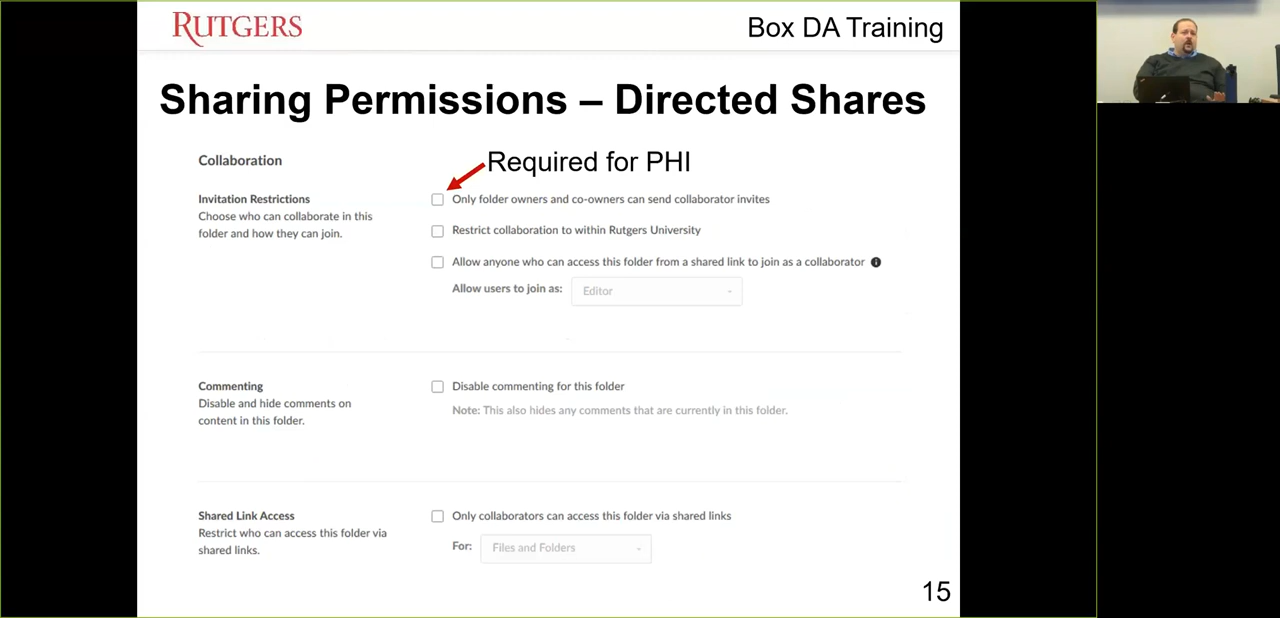 RUTGERS
Box DA Training
Sharing Permissions – Directed Shares
Collaboration
Required for PHI
Invitation Restrictions
Choose who can collaborate in this
folder and how they can join.
Only folder owners and co-owners can send collaborator invites
Restrict collaboration to within Rutgers University
Allow anyone who can access this folder from a shared link to join as a collaborator
Allow users to join as:
Editor
Commenting
Disable and hide comments on
content in this folder.
Disable commenting for this folder
Note: This also hides any comments that are currently in this folder.
Shared Link Access
Restrict who can access this folder via
shared links.
Only collaborators can access this folder via shared links
For:
Files and Folders
15